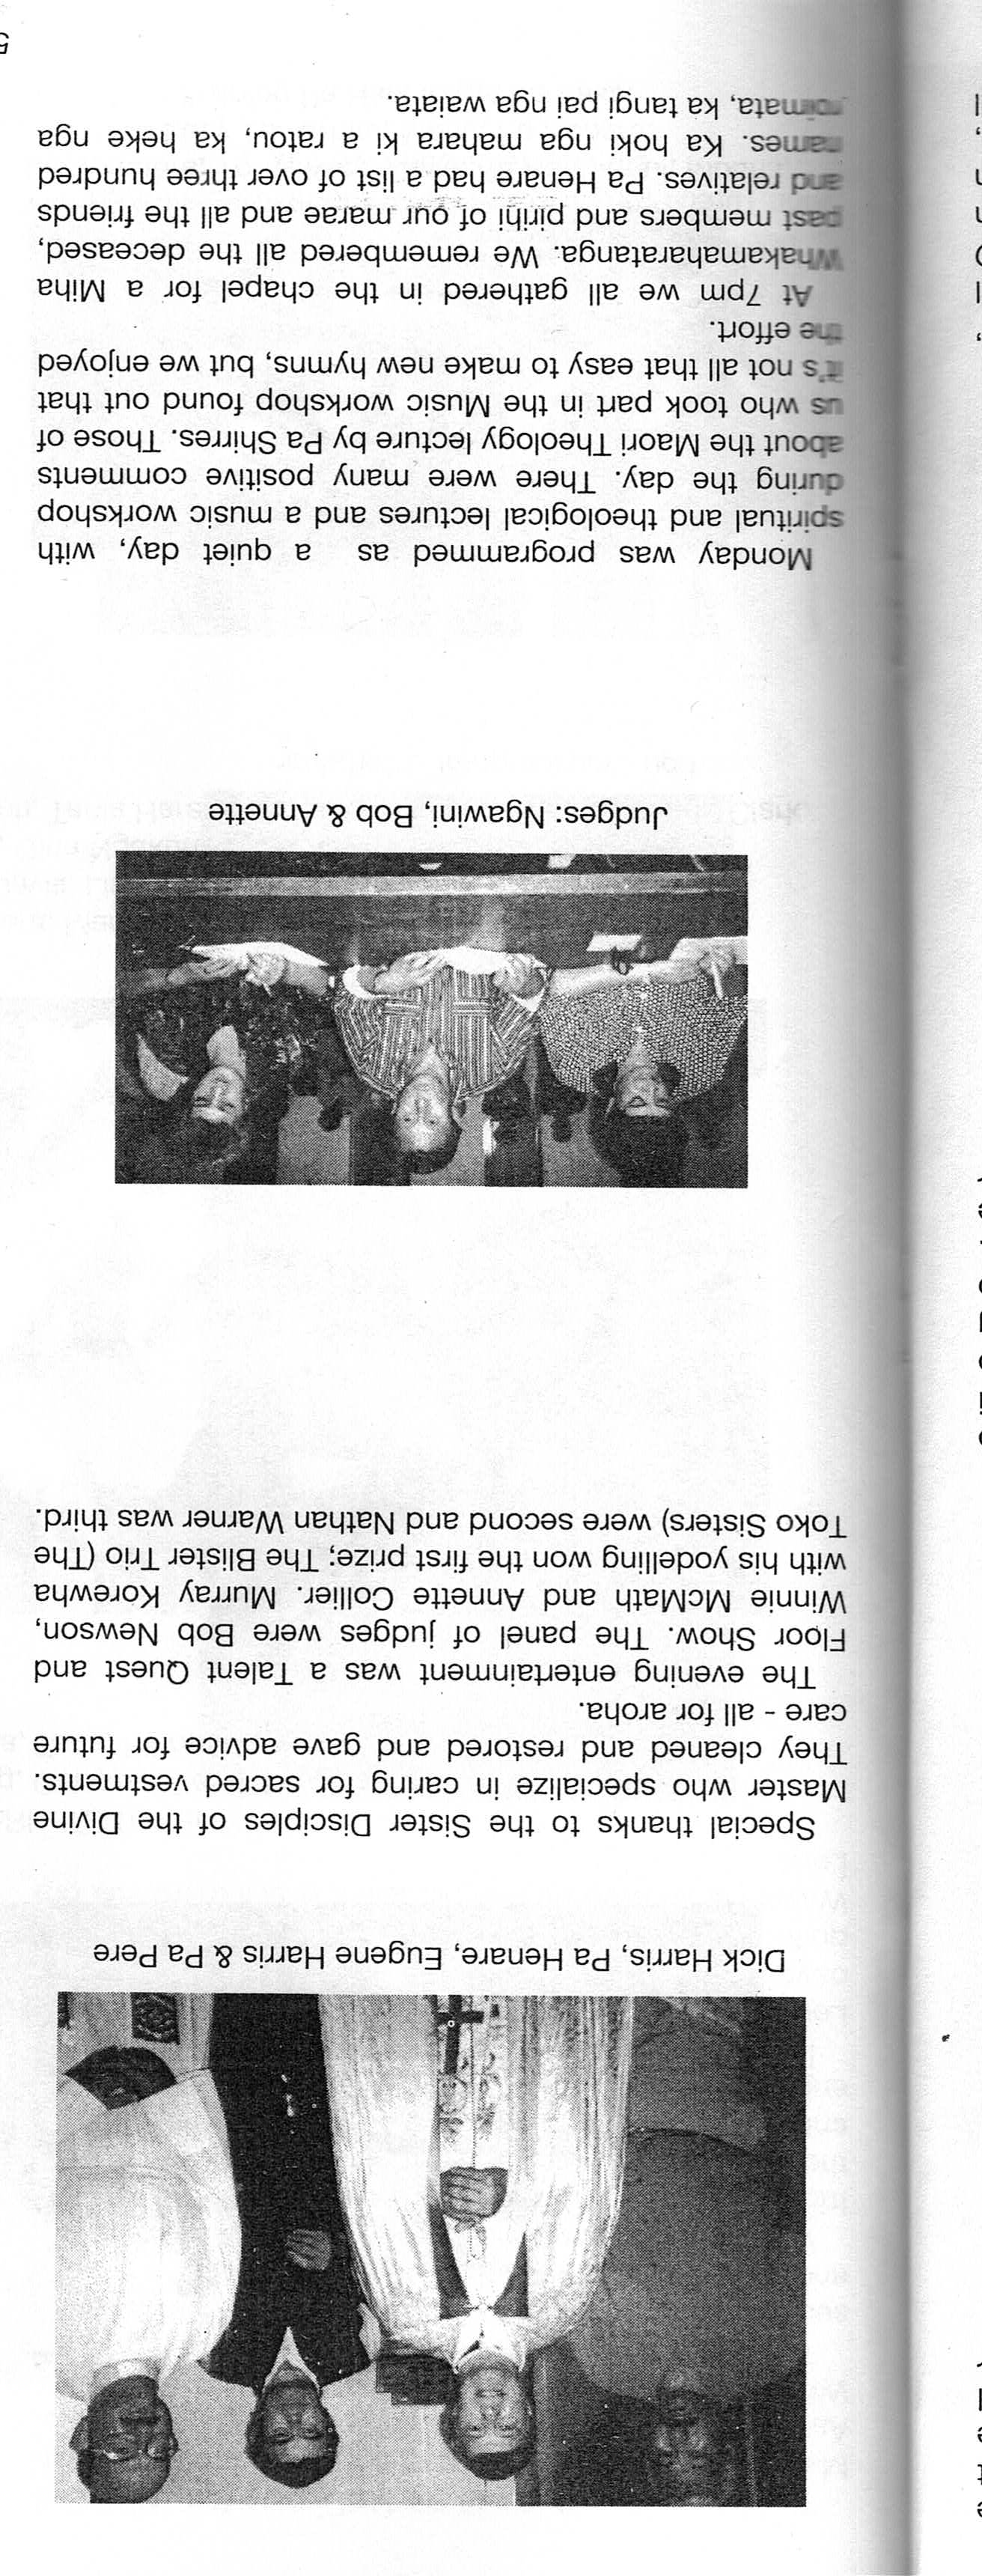 Dick Harris, Pa Henare, Eugene Harris & Pa Pere
Special thanks to the Sister Disciples of the Divine
Master who specialize in caring for sacred vestments.
They cleaned and restored and gave advice for future
care - all for aroha.
The evening entertainment was a Talent Quest and
Floor Show. The panel of judges were Bob Newson,
Winnie McMath and Annette Collier. Murray Korewha
with his yodelling won the first prize; The Blister Trio (The
Toko Sisters) were second and Nathan Warner was third.
Judges: Ngawini, Bob & Annette
Monday was programmed as a quiet day, with
spiritual and theological lectures and a music workshop
during the day. There were many positive comments
about the Maori Theology lecture by Pa Shirres. Those of
us who took part in the Music workshop found out that
it's not all that easy to make new hymns, but we enjoyed
the effort.
At 7pm we all gathered in the chapel for a Miha
Whakamaharatanga. We remembered all the deceased,
past members and pirihi of our marae and all the friends
and relatives. Pa Henare had a list of over three hundred
names. Ka hoki nga mahara ki a ratou, ka heke nga
roimata, ka tangi pai nga waiata.
5